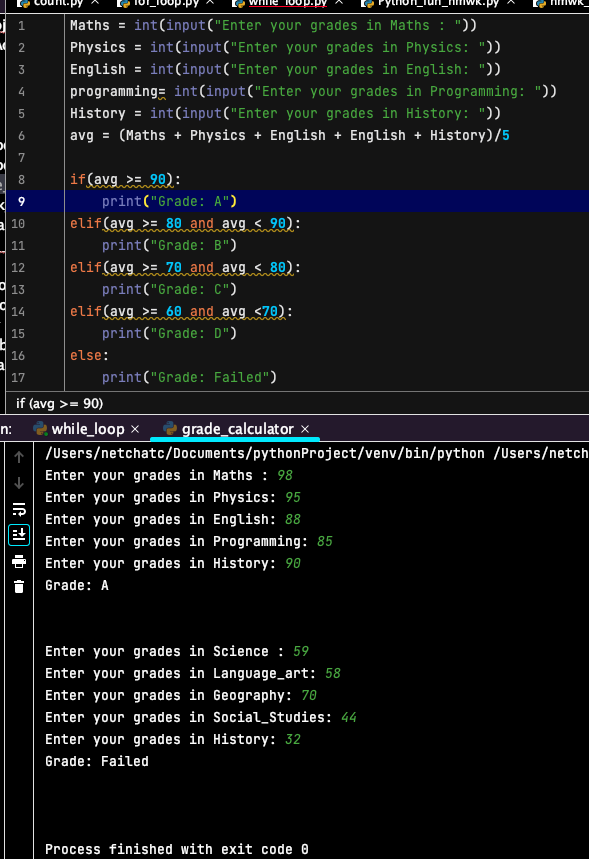 count.py × for_loop.py × while_loop.py × Python_fun_hmwk.py × hmwk_
1 Maths = int(input("Enter your grades in Maths : "))
2 Physics = int(input("Enter your grades in Physics: "))
3 English = int(input("Enter your grades in English: "))
4 programming= int(input("Enter your grades in Programming: "))
5 History = int(input("Enter your grades in History: "))
6 avg = (Maths + Physics + English + English + History)/5
7
8 if(avg >= 90):
9     print("Grade: A")
10 elif(avg >= 80 and avg < 90):
11     print("Grade: B")
12 elif(avg >= 70 and avg < 80):
13     print("Grade: C")
14 elif(avg >= 60 and avg <70):
15     print("Grade: D")
16 else:
17     print("Grade: Failed")
if (avg >= 90)
n: while_loop × grade_calculator ×
/Users/netchatc/Documents/pythonProject/venv/bin/python /Users/netch
Enter your grades in Maths : 98
Enter your grades in Physics: 95
Enter your grades in English: 88
Enter your grades in Programming: 85
Enter your grades in History: 90
Grade: A
Enter your grades in Science : 59
Enter your grades in Language_art: 58
Enter your grades in Geography: 70
Enter your grades in Social_Studies: 44
Enter your grades in History: 32
Grade: Failed
Process finished with exit code 0